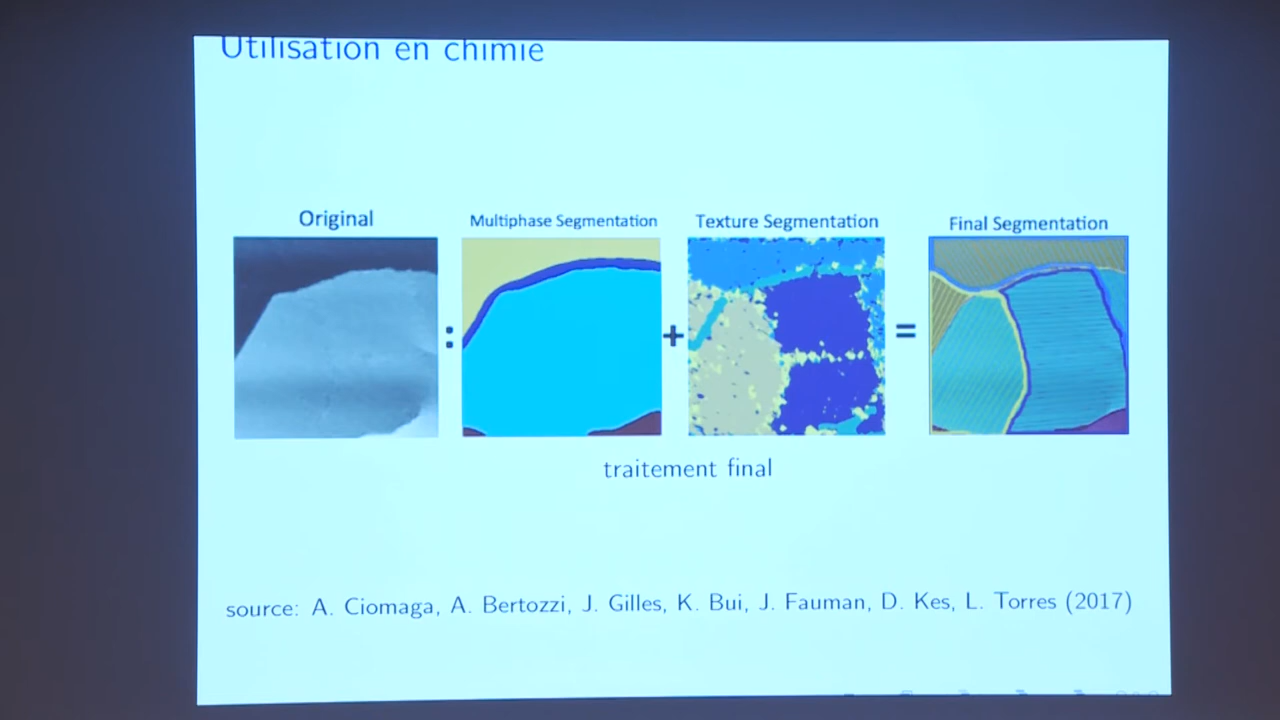 Utilisation en chimie
Original
Multiphase Segmentation
Texture Segmentation
Final Segmentation
: + =
traitement final
source: A. Ciomaga, A. Bertozzi, J. Gilles, K. Bui, J. Fauman, D. Kes, L. Torres (2017)